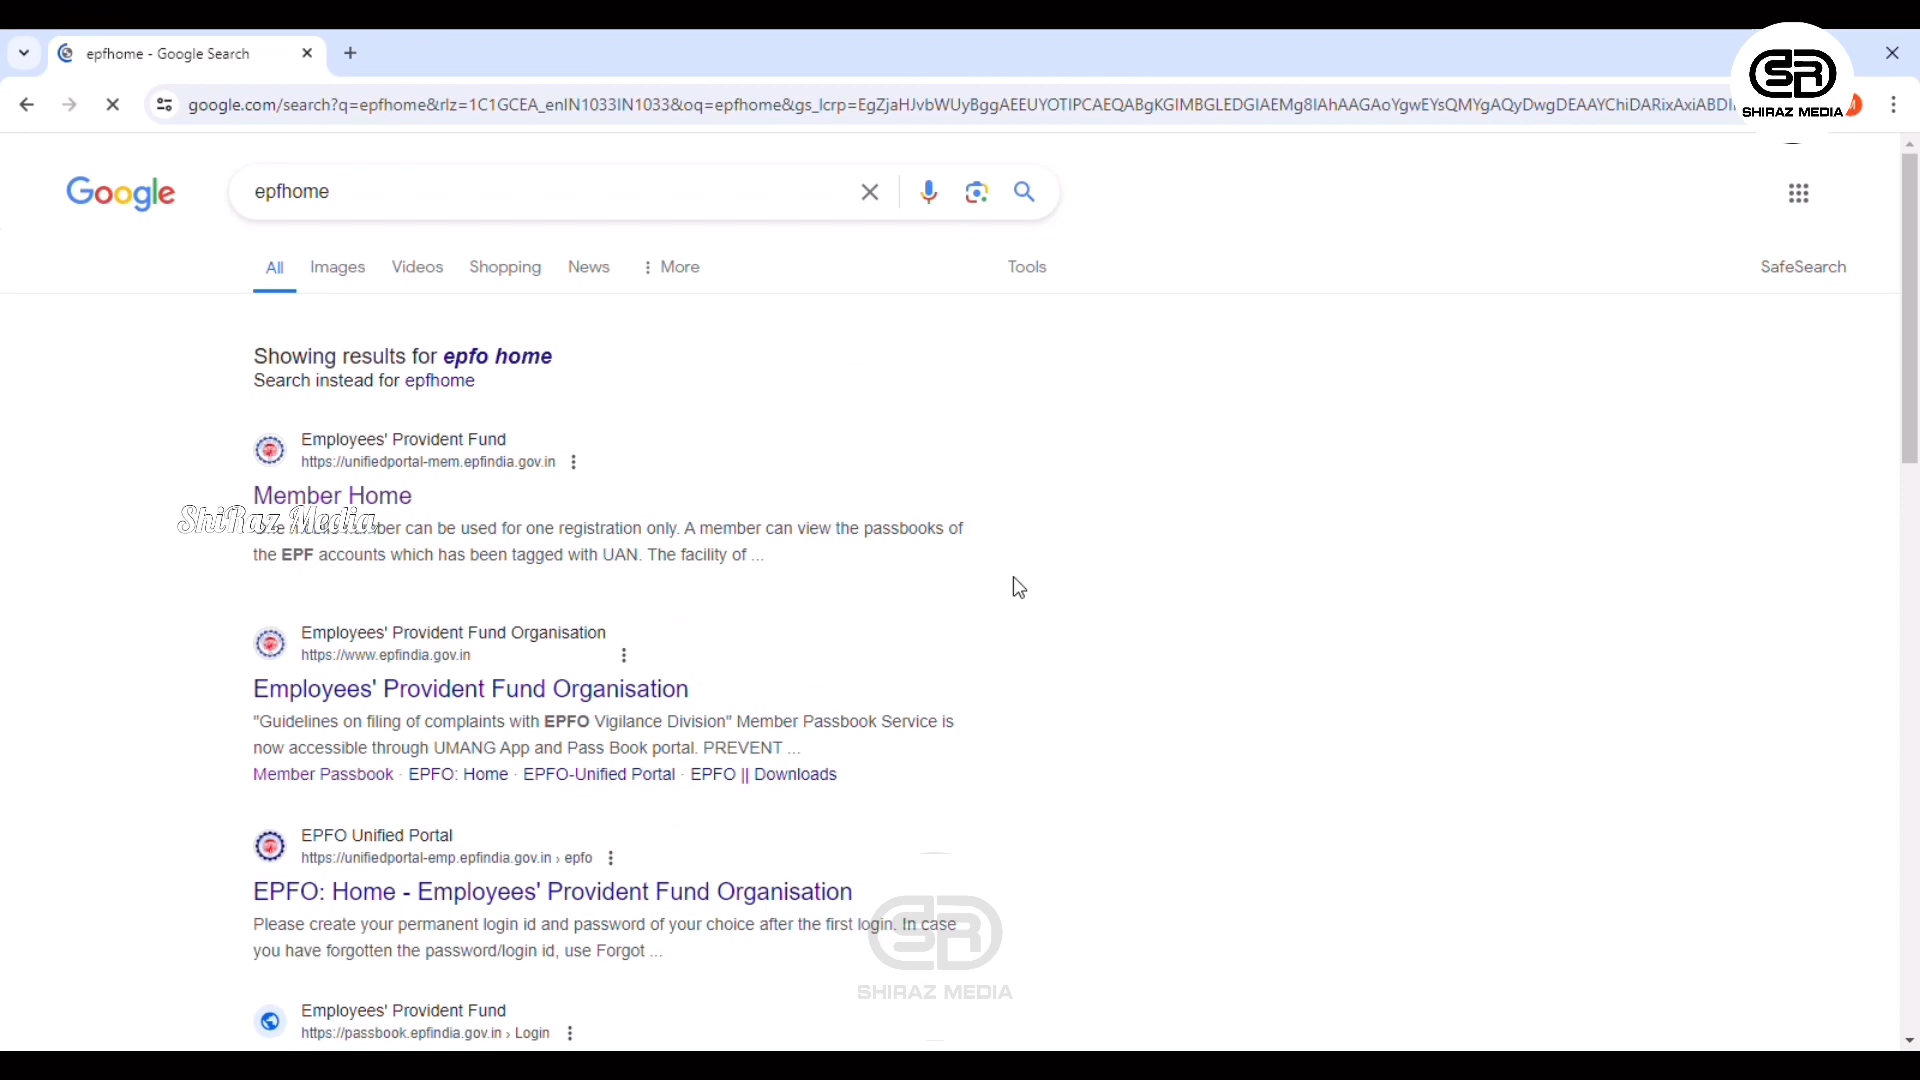 epfhome - Google Search
SHIRAZ MEDIA
google.com/search?q=epfhome&rlz=1C1GCEA_enIN1033IN1033&oq=epfhome&gs_lcrp=
Google
epfhome
All Images Videos Shopping News More Tools SafeSearch
Showing results for epfo home
Search instead for epfhome
Employees' Provident Fund
https://unifiedportal-mem.epfindia.gov.in
Member Home
ShiRaz Media
can be used for one registration only. A member can view the passbooks of
the EPF accounts which has been tagged with UAN. The facility of ...
Employees' Provident Fund Organisation
https://www.epfindia.gov.in
Employees' Provident Fund Organisation
"Guidelines on filing of complaints with EPFO Vigilance Division" Member Passbook Service is
now accessible through UMANG App and Pass Book portal. PREVENT ...
Member Passbook · EPFO: Home · EPFO-Unified Portal · EPFO || Downloads
EPFO Unified Portal
https://unifiedportal-emp.epfindia.gov.in › epfo
EPFO: Home - Employees' Provident Fund Organisation
Please create your permanent login id and password of your choice after the first login. In case
you have forgotten the password/login id, use Forgot ...
SHIRAZ MEDIA
Employees' Provident Fund
https://passbook.epfindia.gov.in › Login